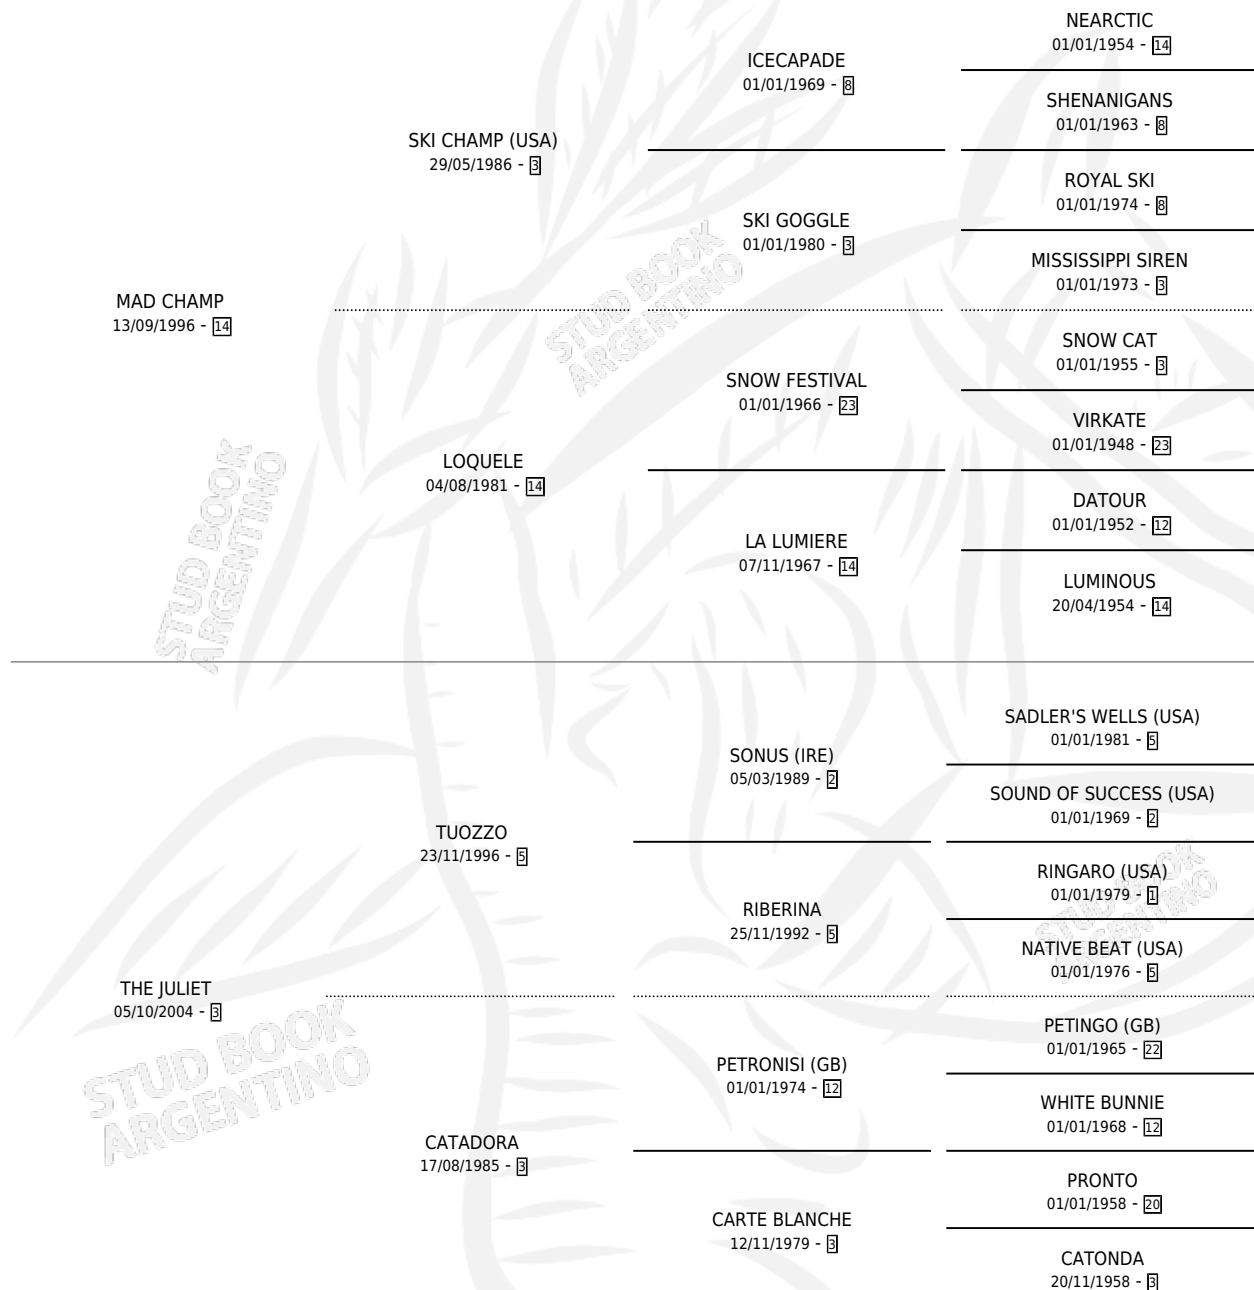 NEARCTIC
01/01/1954 - 14
ICECAPADE
01/01/1969 - 8
SHENANIGANS
01/01/1963 - 8
SKI CHAMP (USA)
29/05/1986 - 3
ROYAL SKI
01/01/1974 - 8
SKI GOGGLE
01/01/1980 - 3
MISSISSIPPI SIREN
01/01/1973 - 3
MAD CHAMP
13/09/1996 - 14
SNOW CAT
01/01/1955 - 3
SNOW FESTIVAL
01/01/1966 - 23
VIRKATE
01/01/1948 - 23
LOQUELE
04/08/1981 - 14
DATOUR
01/01/1952 - 12
LA LUMIERE
07/11/1967 - 14
LUMINOUS
20/04/1954 - 14
SADLER'S WELLS (USA)
01/01/1981 - 5
SONUS (IRE)
05/03/1989 - 2
SOUND OF SUCCESS (USA)
01/01/1969 - 2
TUOZZO
23/11/1996 - 5
RINGARO (USA)
01/01/1979 - 1
RIBERINA
25/11/1992 - 5
NATIVE BEAT (USA)
01/01/1976 - 5
THE JULIET
05/10/2004 - 3
PETINGO (GB)
01/01/1965 - 22
PETRONISI (GB)
01/01/1974 - 12
WHITE BUNNIE
01/01/1968 - 12
CATADORA
17/08/1985 - 3
PRONTO
01/01/1958 - 20
CARTE BLANCHE
12/11/1979 - 3
CATONDA
20/11/1958 - 3
STUD BOOK
ARGENTINO
STUD BOOK
ARGENTINO
STUD BOOK
ARGENTINO
STUD BOOK
ARGENTINO